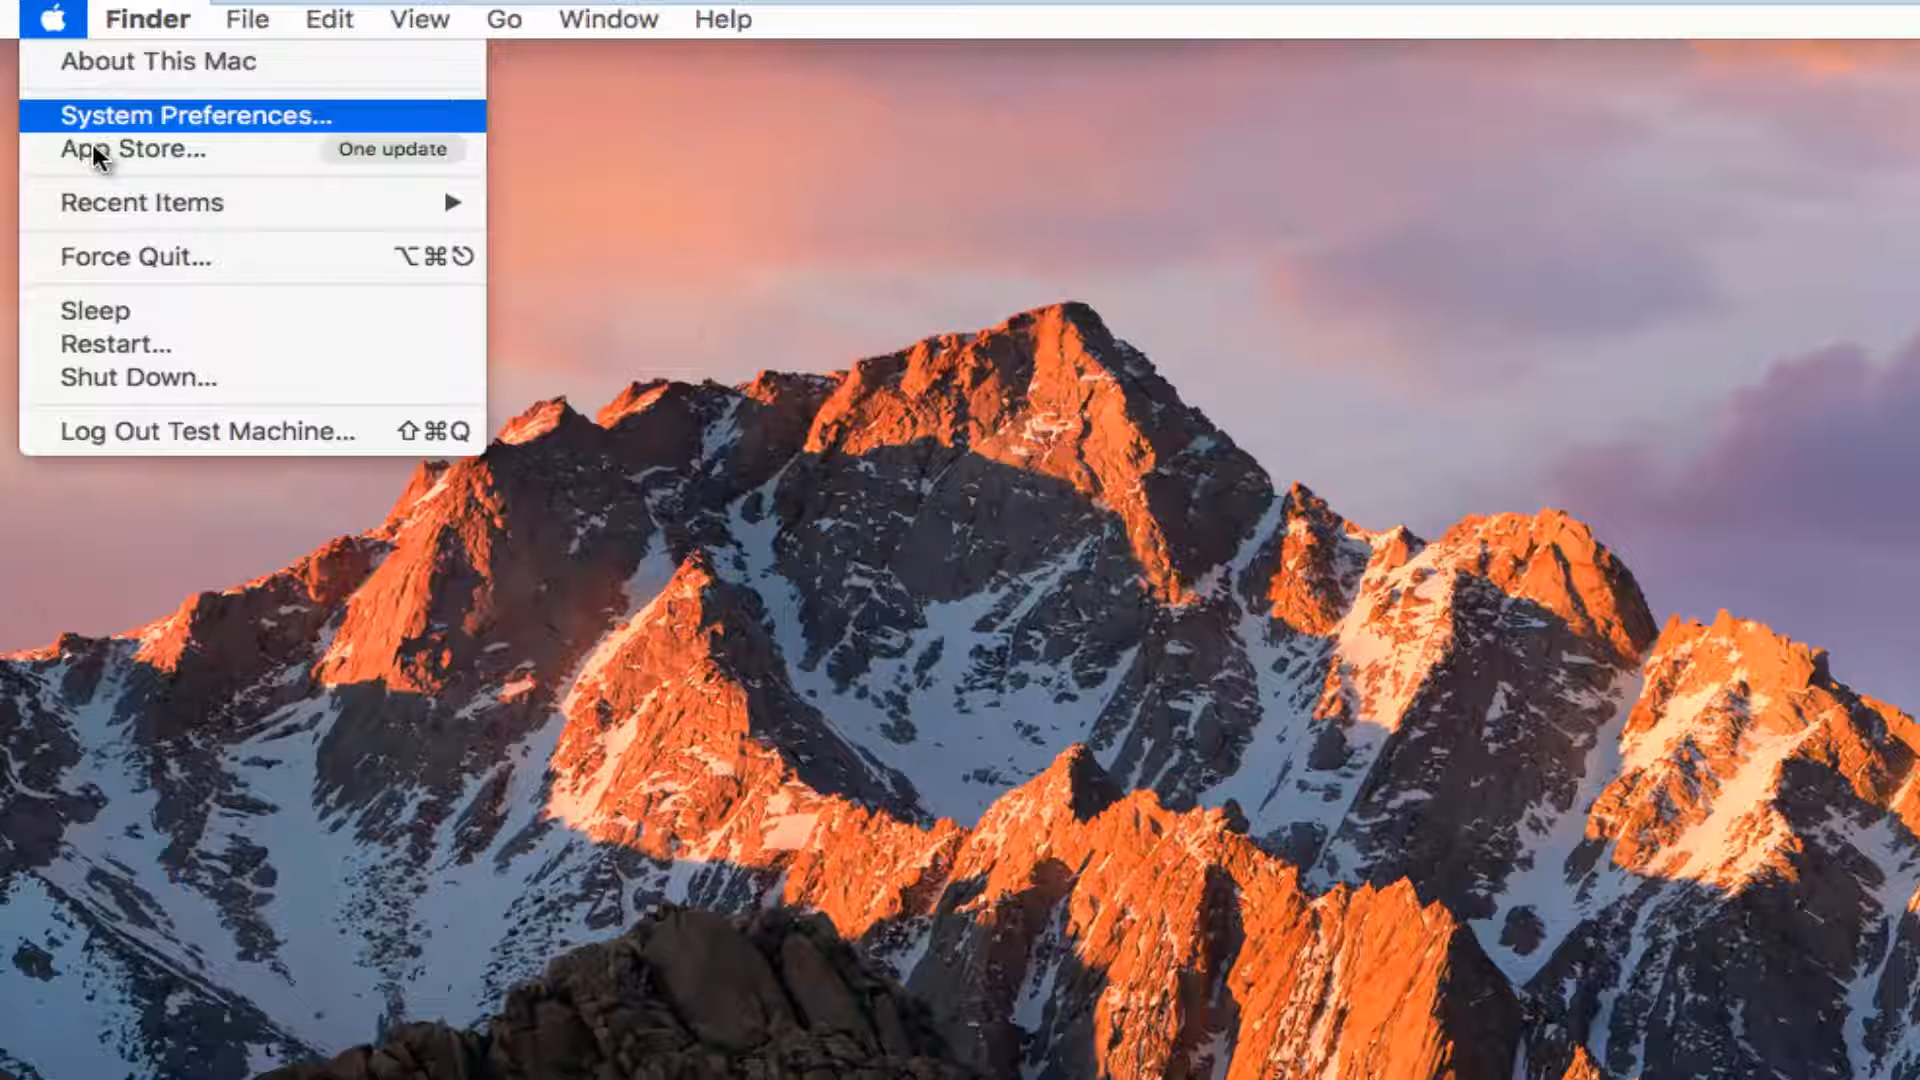 Finder File Edit View Go Window Help
About This Mac
System Preferences...
App Store... One update
Recent Items ▶
Force Quit... ⌥⌘⎋
Sleep
Restart...
Shut Down...
Log Out Test Machine... ⇧⌘Q